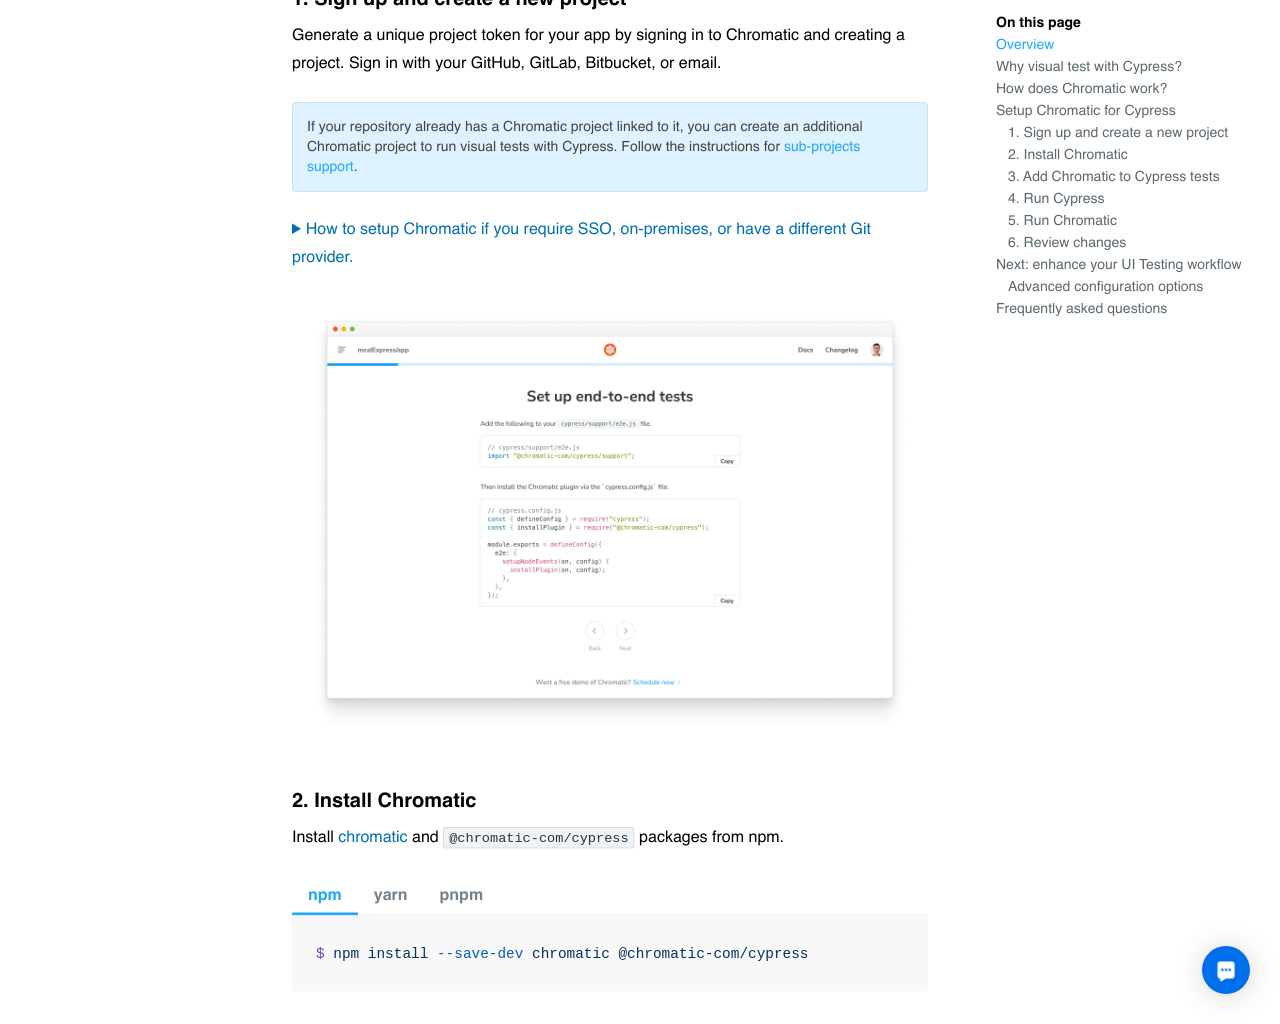 1. Sign up and create a new project
Generate a unique project token for your app by signing in to Chromatic and creating a
project. Sign in with your GitHub, GitLab, Bitbucket, or email.
If your repository already has a Chromatic project linked to it, you can create an additional
Chromatic project to run visual tests with Cypress. Follow the instructions for sub-projects
support.
How to setup Chromatic if you require SSO, on-premises, or have a different Git
provider.
mealExpress/app
Docs Changelog
Set up end-to-end tests
Add the following to your cypress/support/e2e.js file.
// cypress/support/e2e.js
import "@chromatic-com/cypress/support";
Copy
Then install the Chromatic plugin via the `cypress.config.js` file.
// cypress.config.js
const { defineConfig } = require("cypress");
const { installPlugin } = require("@chromatic-com/cypress");
module.exports = defineConfig({
e2e: {
setupNodeEvents(on, config) {
installPlugin(on, config);
},
},
});
Copy
Back Next
Want a free demo of Chromatic? Schedule now ›
2. Install Chromatic
Install chromatic and @chromatic-com/cypress packages from npm.
npm yarn pnpm
$ npm install --save-dev chromatic @chromatic-com/cypress
On this page
Overview
Why visual test with Cypress?
How does Chromatic work?
Setup Chromatic for Cypress
1. Sign up and create a new project
2. Install Chromatic
3. Add Chromatic to Cypress tests
4. Run Cypress
5. Run Chromatic
6. Review changes
Next: enhance your UI Testing workflow
Advanced configuration options
Frequently asked questions